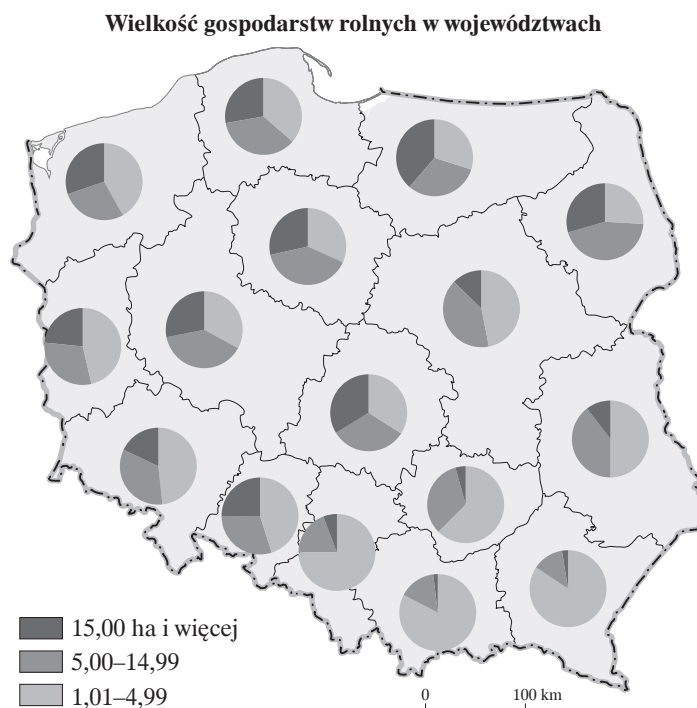 Wielkość gospodarstw rolnych w województwach
15,00 ha i więcej
5,00–14,99
1,01–4,99
0
100 km